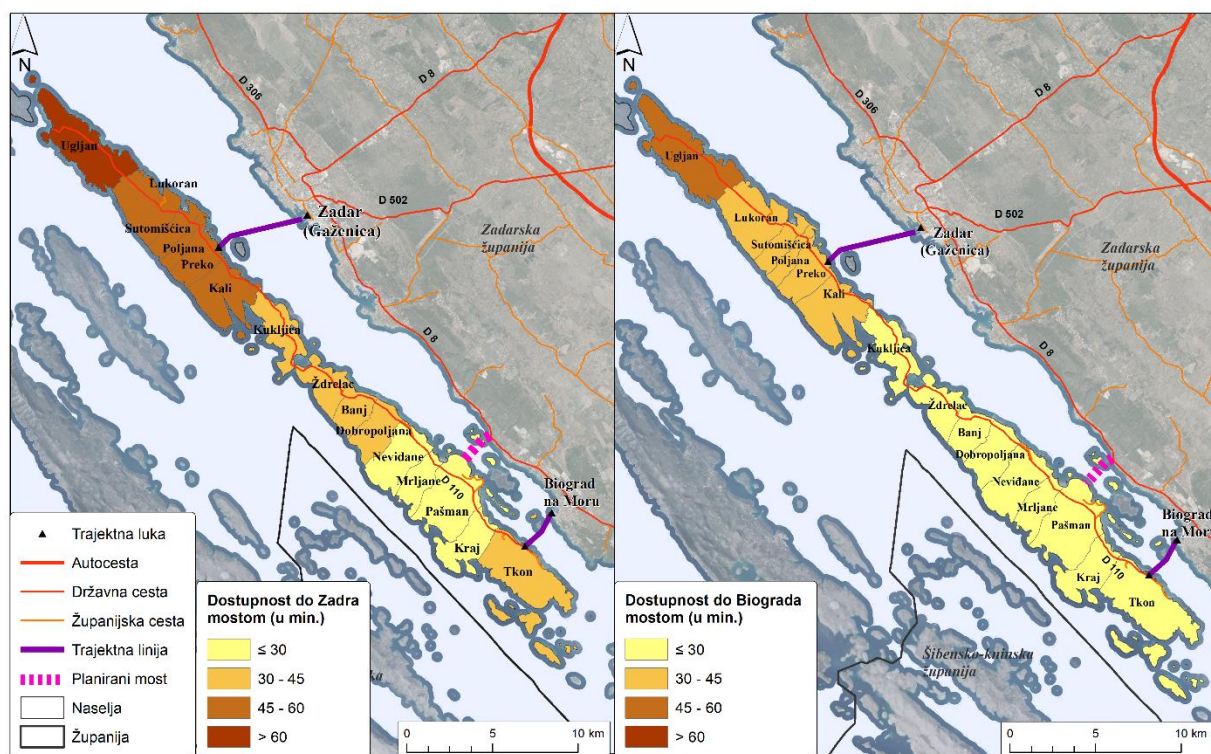 N
D 306
D 8
Ugljan
Lukoran
Zadar
(Gaženica)
D 502
Sutomišćica
Poljana
Preko
Zadarska
županija
Kali
Kukljica
D 8
Ždrelac
Banj
Dobropoljana
Neviđane
Mrljane
D 110
Biograd
na Moru
Pašman
Kraj
Tkon
Trajektna luka
Autocesta
Državna cesta
Županijska cesta
Trajektna linija
Planirani most
Naselja
Županija
Dostupnost do Zadra
mostom (u min.)
≤ 30
30 - 45
45 - 60
> 60
0 5 10 km
N
D 306
D 8
Ugljan
Lukoran
D 502
Zadar
(Gaženica)
Sutomišćica
Poljana
Preko
Zadarska
županija
Kali
Kukljica
D 8
Ždrelac
Banj
Dobropoljana
Neviđane
Mrljane
Pašman
Biograd
na Moru
D 110
Kraj
Tkon
Šibensko-kninska
županija
Dostupnost do Biograda
mostom (u min.)
≤ 30
30 - 45
45 - 60
> 60
0 5 10 km